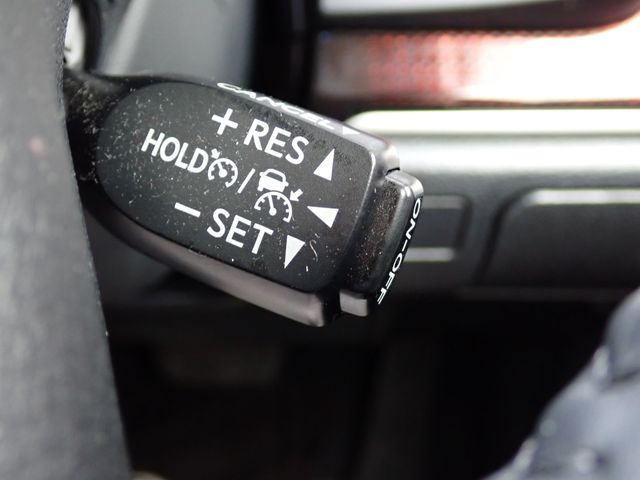 CANCEL
+ RES
HOLD /
- SET
ON-OFF